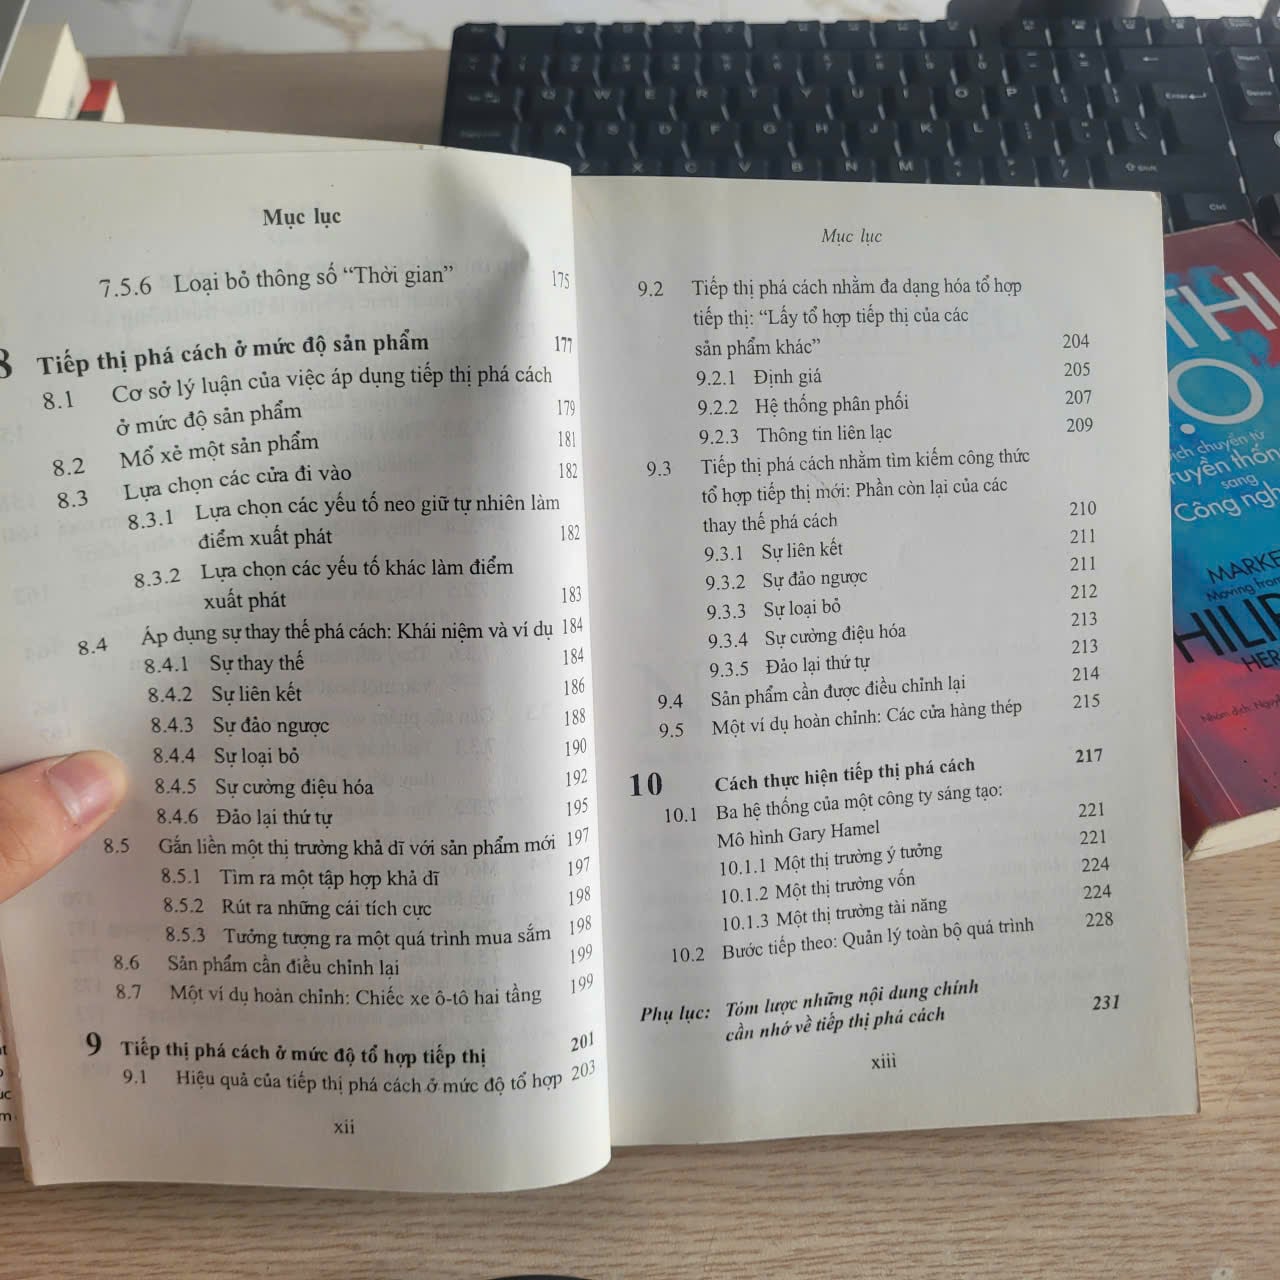 Mục lục
7.5.6 Loại bỏ thông số “Thời gian” 175
8 Tiếp thị phá cách ở mức độ sản phẩm 177
8.1 Cơ sở lý luận của việc áp dụng tiếp thị phá cách
ở mức độ sản phẩm 179
8.2 Mổ xẻ một sản phẩm 181
8.3 Lựa chọn các cửa đi vào 182
8.3.1 Lựa chọn các yếu tố neo giữ tự nhiên làm
điểm xuất phát 182
8.3.2 Lựa chọn các yếu tố khác làm điểm
xuất phát 183
8.4 Áp dụng sự thay thế phá cách: Khái niệm và ví dụ 184
8.4.1 Sự thay thế 184
8.4.2 Sự liên kết 186
8.4.3 Sự đảo ngược 188
8.4.4 Sự loại bỏ 190
8.4.5 Sự cường điệu hóa 192
8.4.6 Đảo lại thứ tự 195
8.5 Gắn liền một thị trường khả dĩ với sản phẩm mới 197
8.5.1 Tìm ra một tập hợp khả dĩ 197
8.5.2 Rút ra những cái tích cực 198
8.5.3 Tưởng tượng ra một quá trình mua sắm 198
8.6 Sản phẩm cần điều chỉnh lại 199
8.7 Một ví dụ hoàn chỉnh: Chiếc xe ô-tô hai tầng 199
9 Tiếp thị phá cách ở mức độ tổ hợp tiếp thị 201
9.1 Hiệu quả của tiếp thị phá cách ở mức độ tổ hợp 203
xii
Mục lục
9.2 Tiếp thị phá cách nhằm đa dạng hóa tổ hợp
tiếp thị: “Lấy tổ hợp tiếp thị của các
sản phẩm khác” 204
9.2.1 Định giá 205
9.2.2 Hệ thống phân phối 207
9.2.3 Thông tin liên lạc 209
9.3 Tiếp thị phá cách nhằm tìm kiếm công thức
tổ hợp tiếp thị mới: Phần còn lại của các
thay thế phá cách 210
9.3.1 Sự liên kết 211
9.3.2 Sự đảo ngược 211
9.3.3 Sự loại bỏ 212
9.3.4 Sự cường điệu hóa 213
9.3.5 Đảo lại thứ tự 213
9.4 Sản phẩm cần được điều chỉnh lại 214
9.5 Một ví dụ hoàn chỉnh: Các cửa hàng thép 215
10 Cách thực hiện tiếp thị phá cách 217
10.1 Ba hệ thống của một công ty sáng tạo:
Mô hình Gary Hamel 221
10.1.1 Một thị trường ý tưởng 221
10.1.2 Một thị trường vốn 224
10.1.3 Một thị trường tài năng 224
10.2 Bước tiếp theo: Quản lý toàn bộ quá trình 228
Phụ lục: Tóm lược những nội dung chính
cần nhớ về tiếp thị phá cách 231
xiii
THỊ
chuyển từ
sang
Công
Moving
Nhóm dịch: